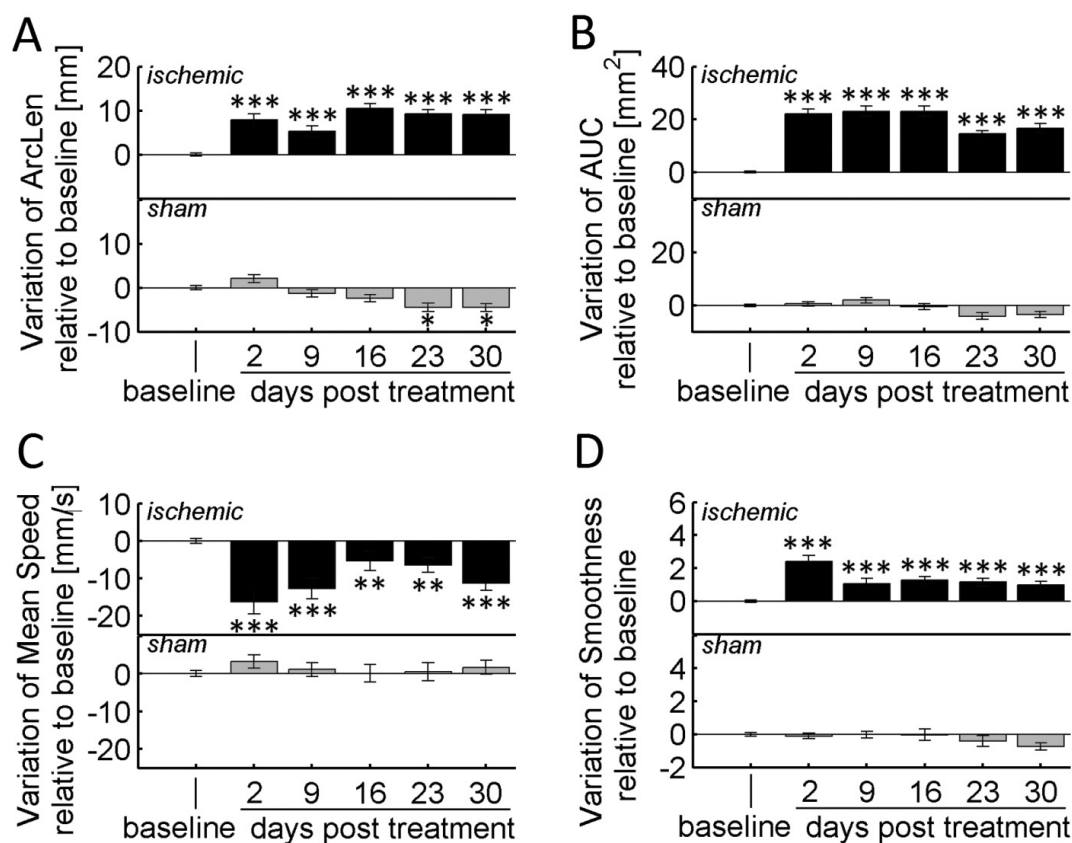 A
Variation of ArcLen
relative to baseline [mm]
20
10
0
ischemic
*** *** *** *** ***
sham
10
0
-10
* *
baseline
2 9 16 23 30
days post treatment
B
Variation of AUC
relative to baseline [mm²]
40
20
0
ischemic
*** *** *** *** ***
sham
20
0
baseline
2 9 16 23 30
days post treatment
C
Variation of Mean Speed
relative to baseline [mm/s]
10
0
-10
-20
ischemic
*** *** ** ** ***
sham
0
-10
-20
baseline
2 9 16 23 30
days post treatment
D
Variation of Smoothness
relative to baseline
6
4
2
0
ischemic
*** *** *** *** ***
sham
4
2
0
-2
baseline
2 9 16 23 30
days post treatment